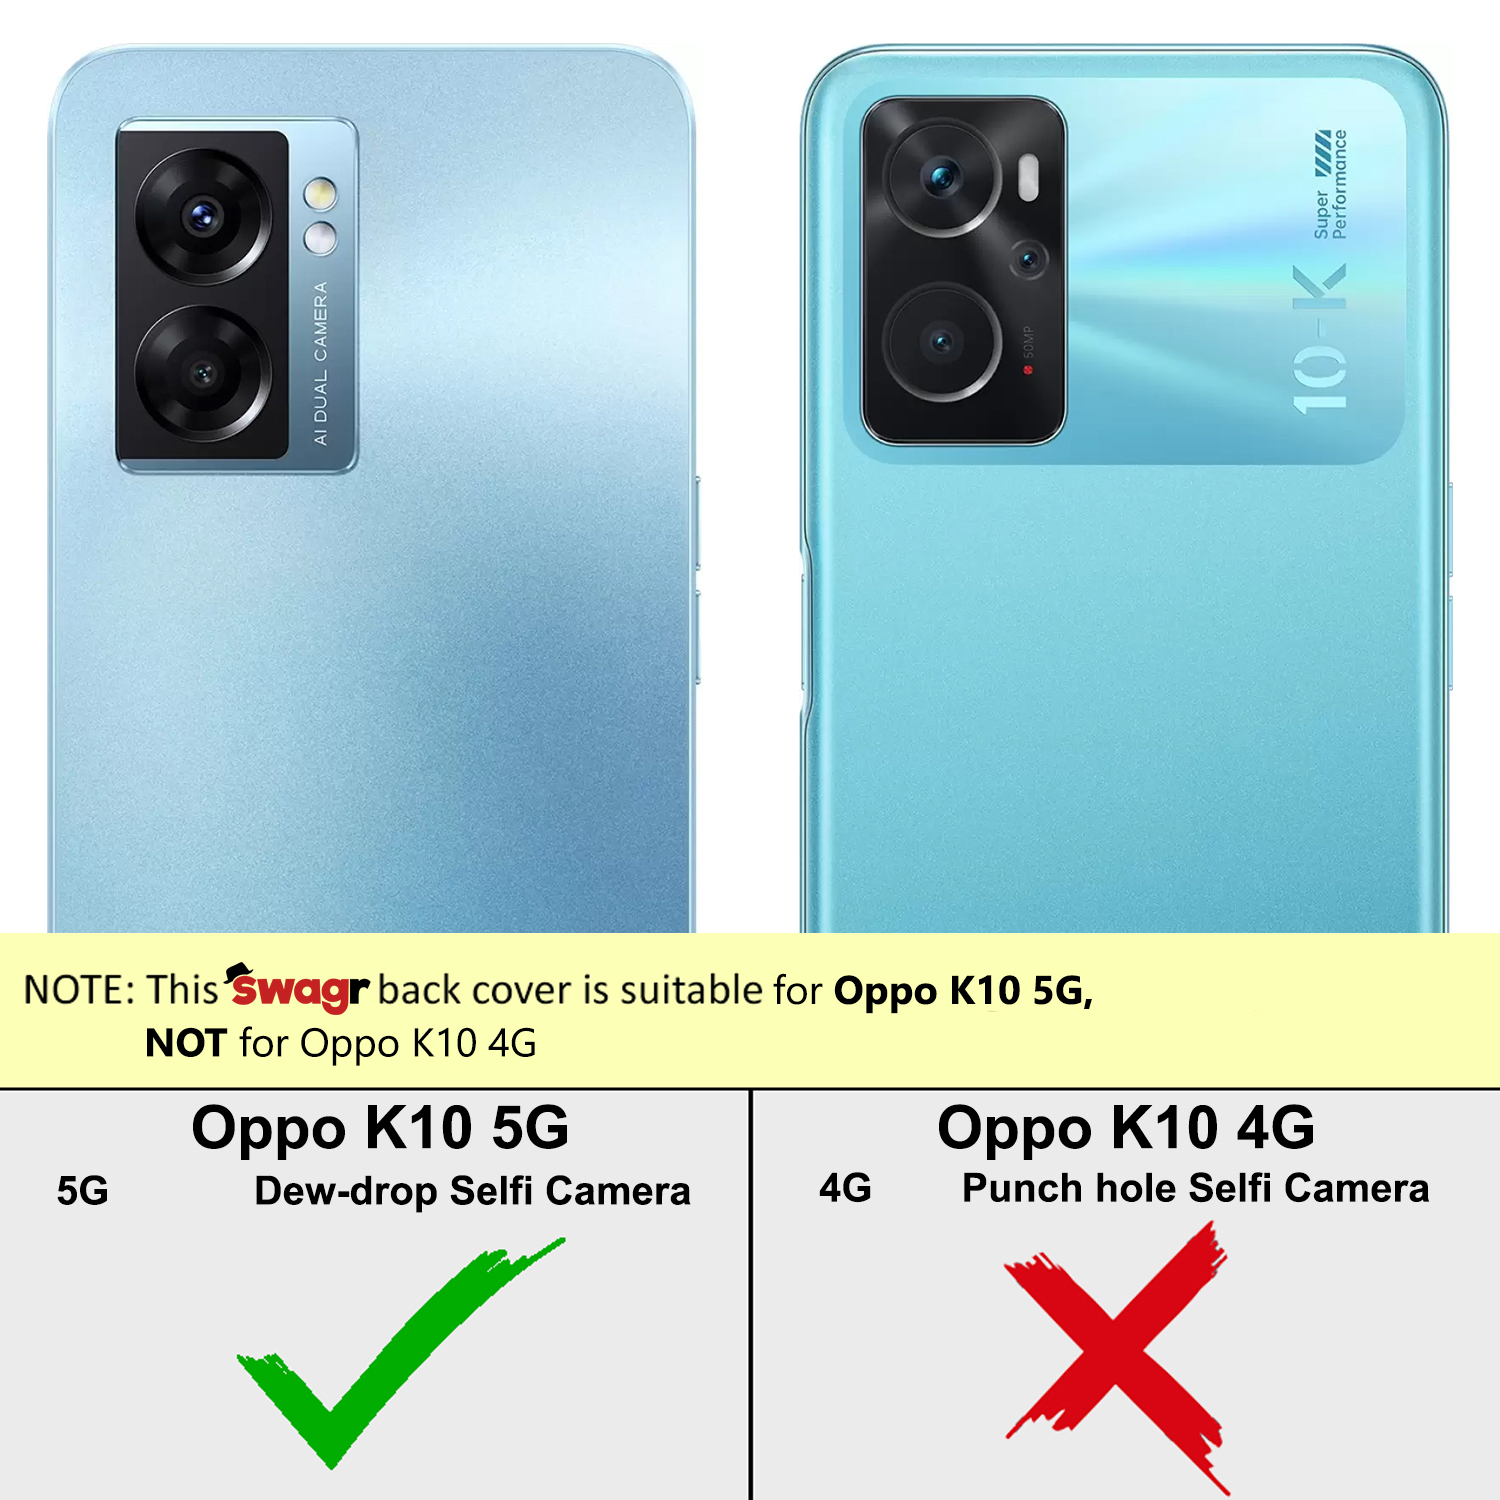 AI DUAL CAMERA
Super
Performance
10-K
50MP
NOTE: This Swagr back cover is suitable for Oppo K10 5G,
NOT for Oppo K10 4G
Oppo K10 5G
5G Dew-drop Selfi Camera
Oppo K10 4G
4G Punch hole Selfi Camera